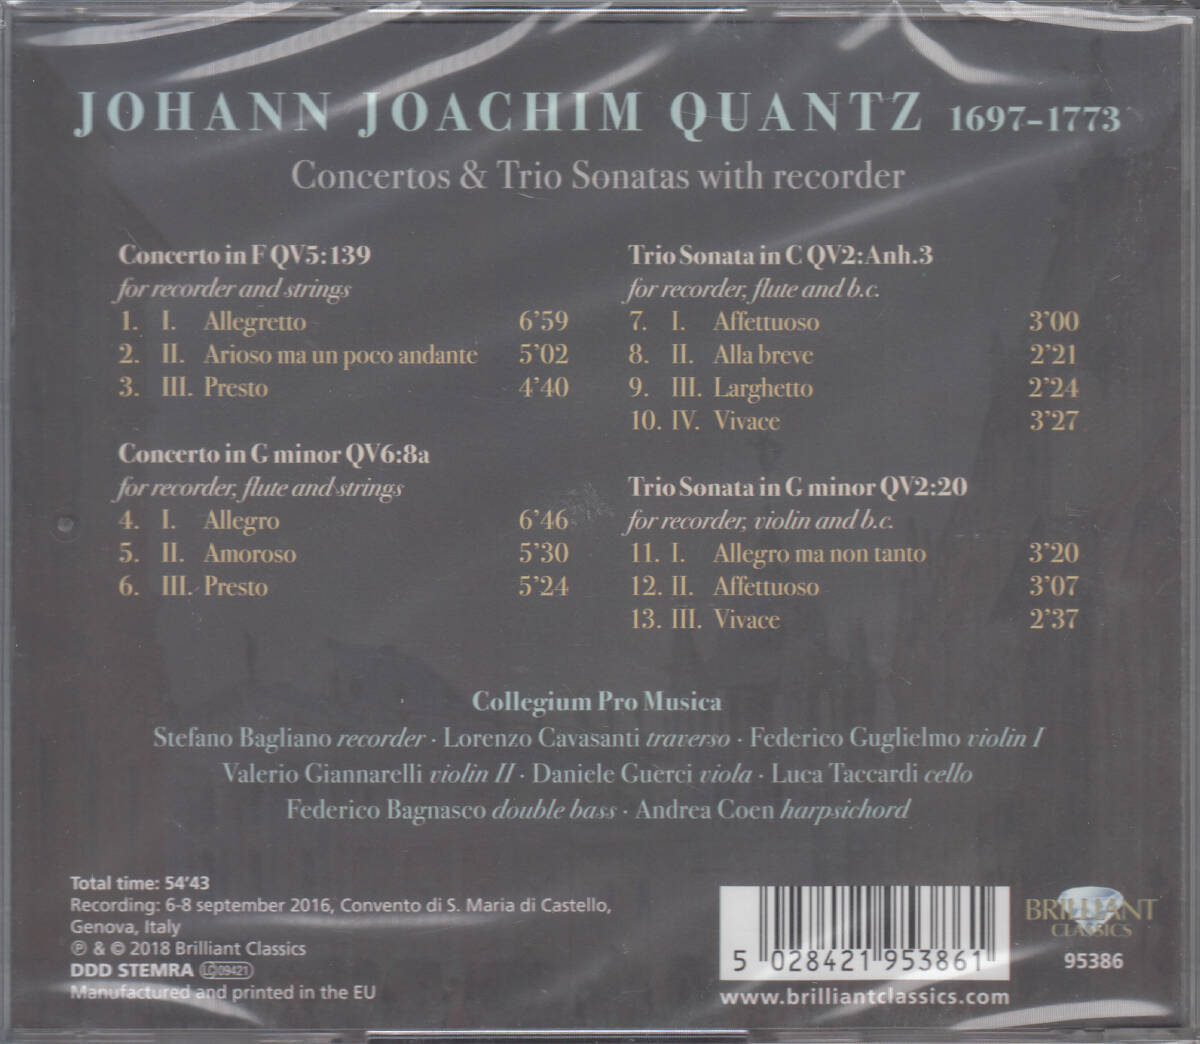 JOHANN JOACHIM QUANTZ 1697–1773
Concertos & Trio Sonatas with recorder
Concerto in F QV5:139
for recorder and strings
1. I. Allegretto 6’59
2. II. Arioso ma un poco andante 5’02
3. III. Presto 4’40
Concerto in G minor QV6:8a
for recorder, flute and strings
4. I. Allegro 6’46
5. II. Amoroso 5’30
6. III. Presto 5’24
Trio Sonata in C QV2:Anh.3
for recorder, flute and b.c.
7. I. Affettuoso 3’00
8. II. Alla breve 2’21
9. III. Larghetto 2’24
10. IV. Vivace 3’27
Trio Sonata in G minor QV2:20
for recorder, violin and b.c.
11. I. Allegro ma non tanto 3’20
12. II. Affettuoso 3’07
13. III. Vivace 2’37
Collegium Pro Musica
Stefano Bagliano recorder · Lorenzo Cavasanti traverso · Federico Guglielmo violin I
Valerio Giannarelli violin II · Daniele Guerci viola · Luca Taccardi cello
Federico Bagnasco double bass · Andrea Coen harpsichord
Total time: 54’43
Recording: 6-8 september 2016, Convento di S. Maria di Castello,
Genova, Italy
℗ & © 2018 Brilliant Classics
DDD STEMRA LC 09421
Manufactured and printed in the EU
5 028421 953861
www.brilliantclassics.com
BRILLIANT
CLASSICS
95386